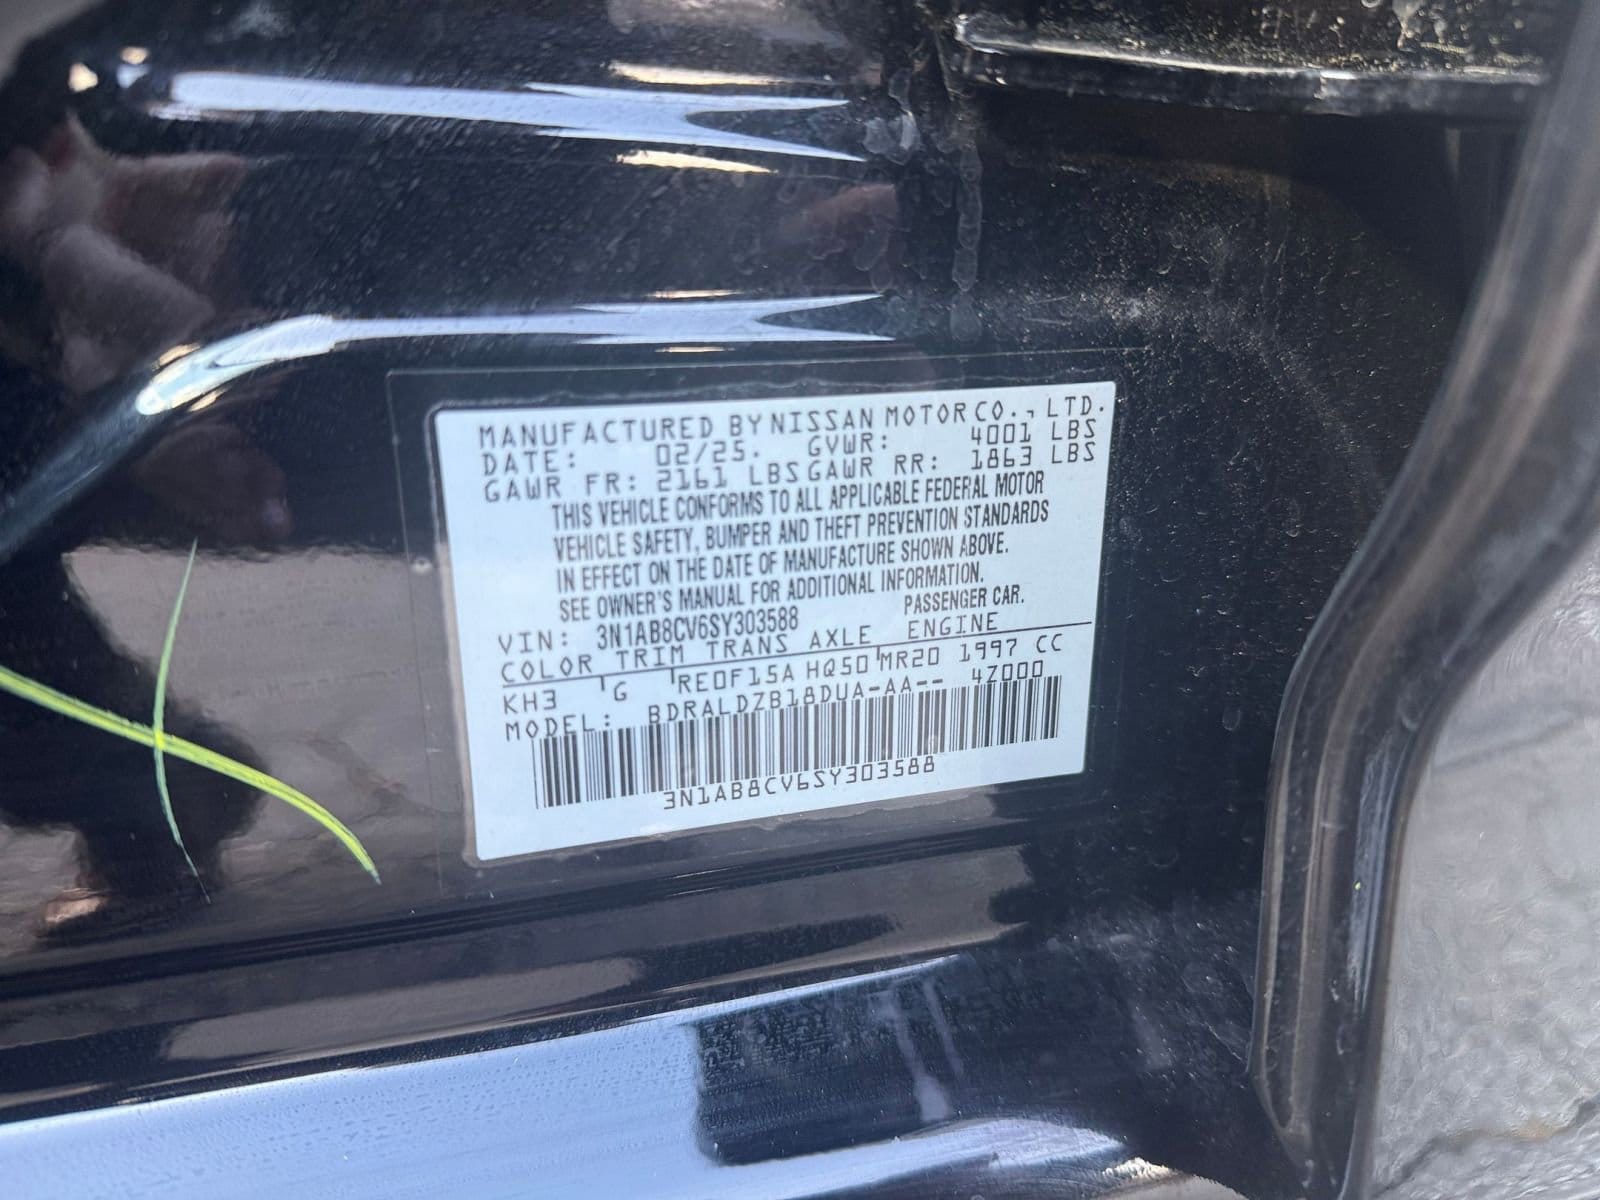 MANUFACTURED BY NISSAN MOTOR CO., LTD.
DATE: 02/25. GVWR: 4001 LBS
GAWR FR: 2161 LBS GAWR RR: 1863 LBS
THIS VEHICLE CONFORMS TO ALL APPLICABLE FEDERAL MOTOR
VEHICLE SAFETY, BUMPER AND THEFT PREVENTION STANDARDS
IN EFFECT ON THE DATE OF MANUFACTURE SHOWN ABOVE.
SEE OWNER'S MANUAL FOR ADDITIONAL INFORMATION.
VIN: 3N1AB8CV6SY303588 PASSENGER CAR.
COLOR TRIM TRANS AXLE ENGINE
KH3 G RE0F15A HQ50 MR20 1997 CC
MODEL: BDRALDZB18DUA-AA-- 4Z000
3N1AB8CV6SY303588